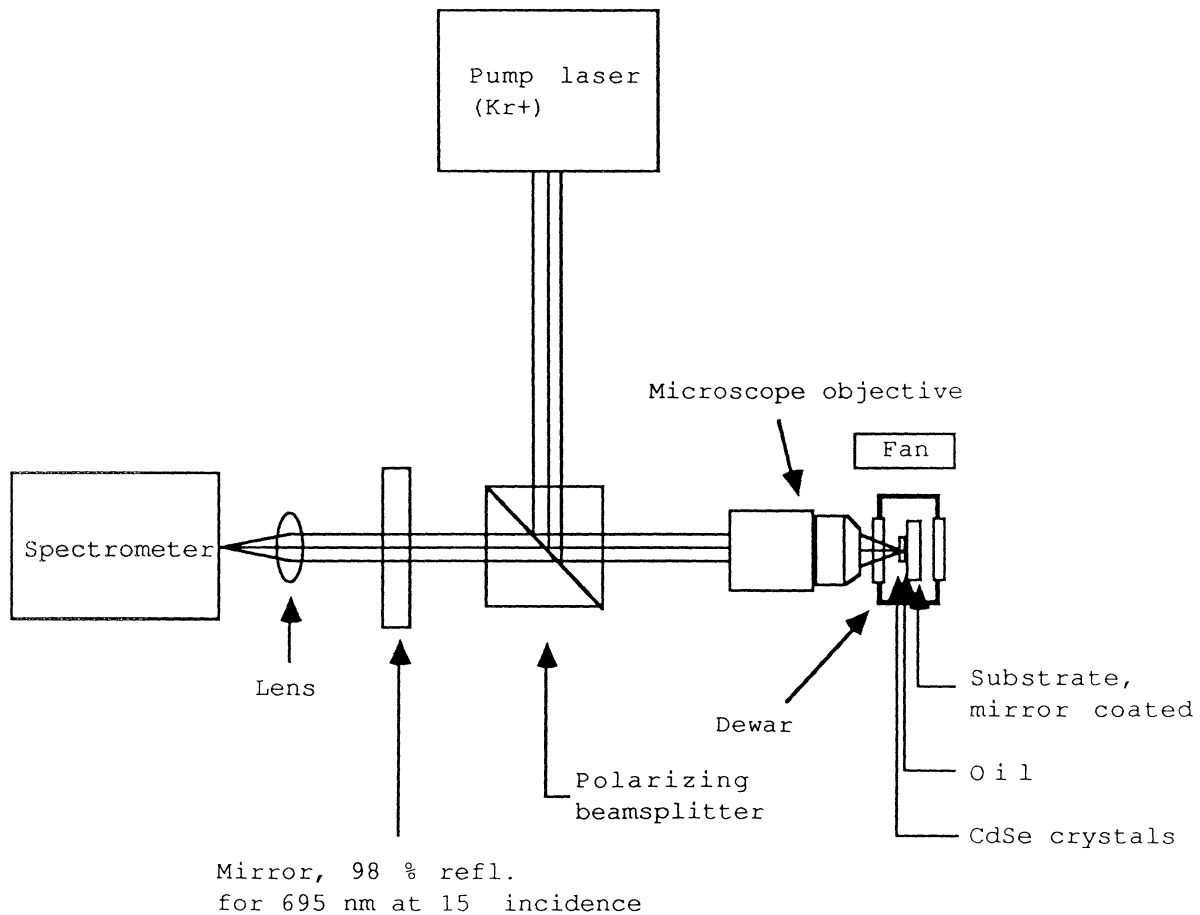 Pump laser
(Kr+)
Microscope objective
Fan
Spectrometer
Lens
Dewar
Substrate,
mirror coated
Oil
CdSe crystals
Polarizing
beamsplitter
Mirror, 98 % refl.
for 695 nm at 15 incidence